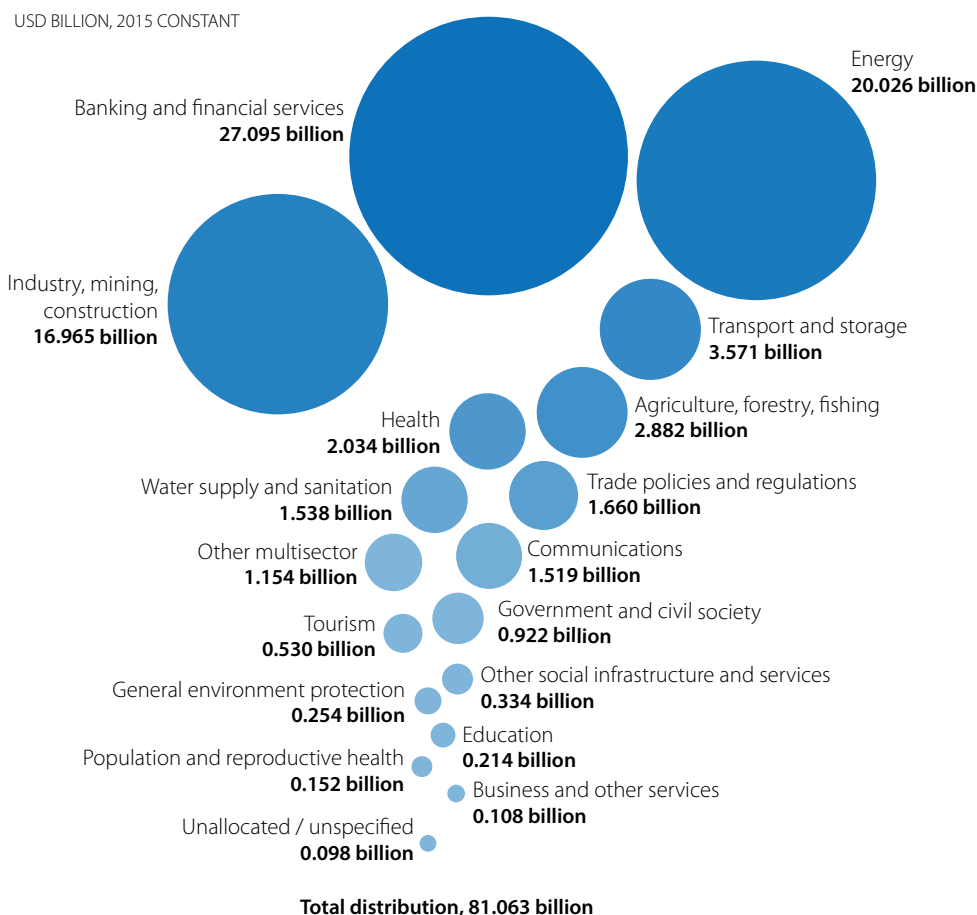 USD BILLION, 2015 CONSTANT
Energy
20.026 billion
Banking and financial services
27.095 billion
Industry, mining,
construction
16.965 billion
Transport and storage
3.571 billion
Agriculture, forestry, fishing
2.882 billion
Health
2.034 billion
Trade policies and regulations
1.660 billion
Water supply and sanitation
1.538 billion
Communications
1.519 billion
Other multisector
1.154 billion
Government and civil society
0.922 billion
Tourism
0.530 billion
Other social infrastructure and services
0.334 billion
General environment protection
0.254 billion
Education
0.214 billion
Population and reproductive health
0.152 billion
Business and other services
0.108 billion
Unallocated / unspecified
0.098 billion
Total distribution, 81.063 billion